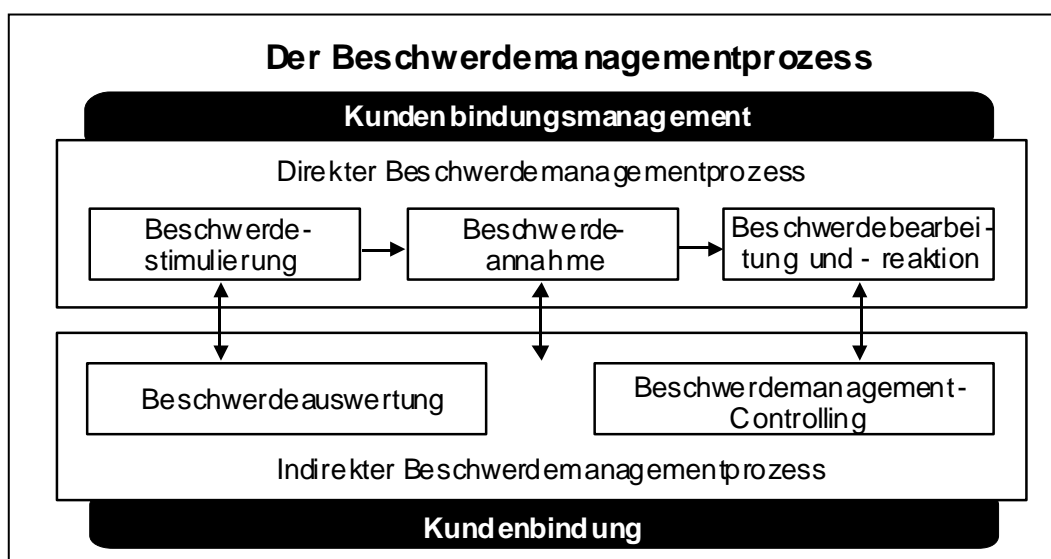 Der Beschwerdemanagementprozess
Kundenbindungsmanagement
Direkter Beschwerdemanagementprozess
Beschwerde-
stimulierung
Beschwerde-
annahme
Beschwerdebearbei-
tung und - reaktion
Beschwerdeauswertung
Beschwerdemanagement-
Controlling
Indirekter Beschwerdemanagementprozess
Kundenbindung